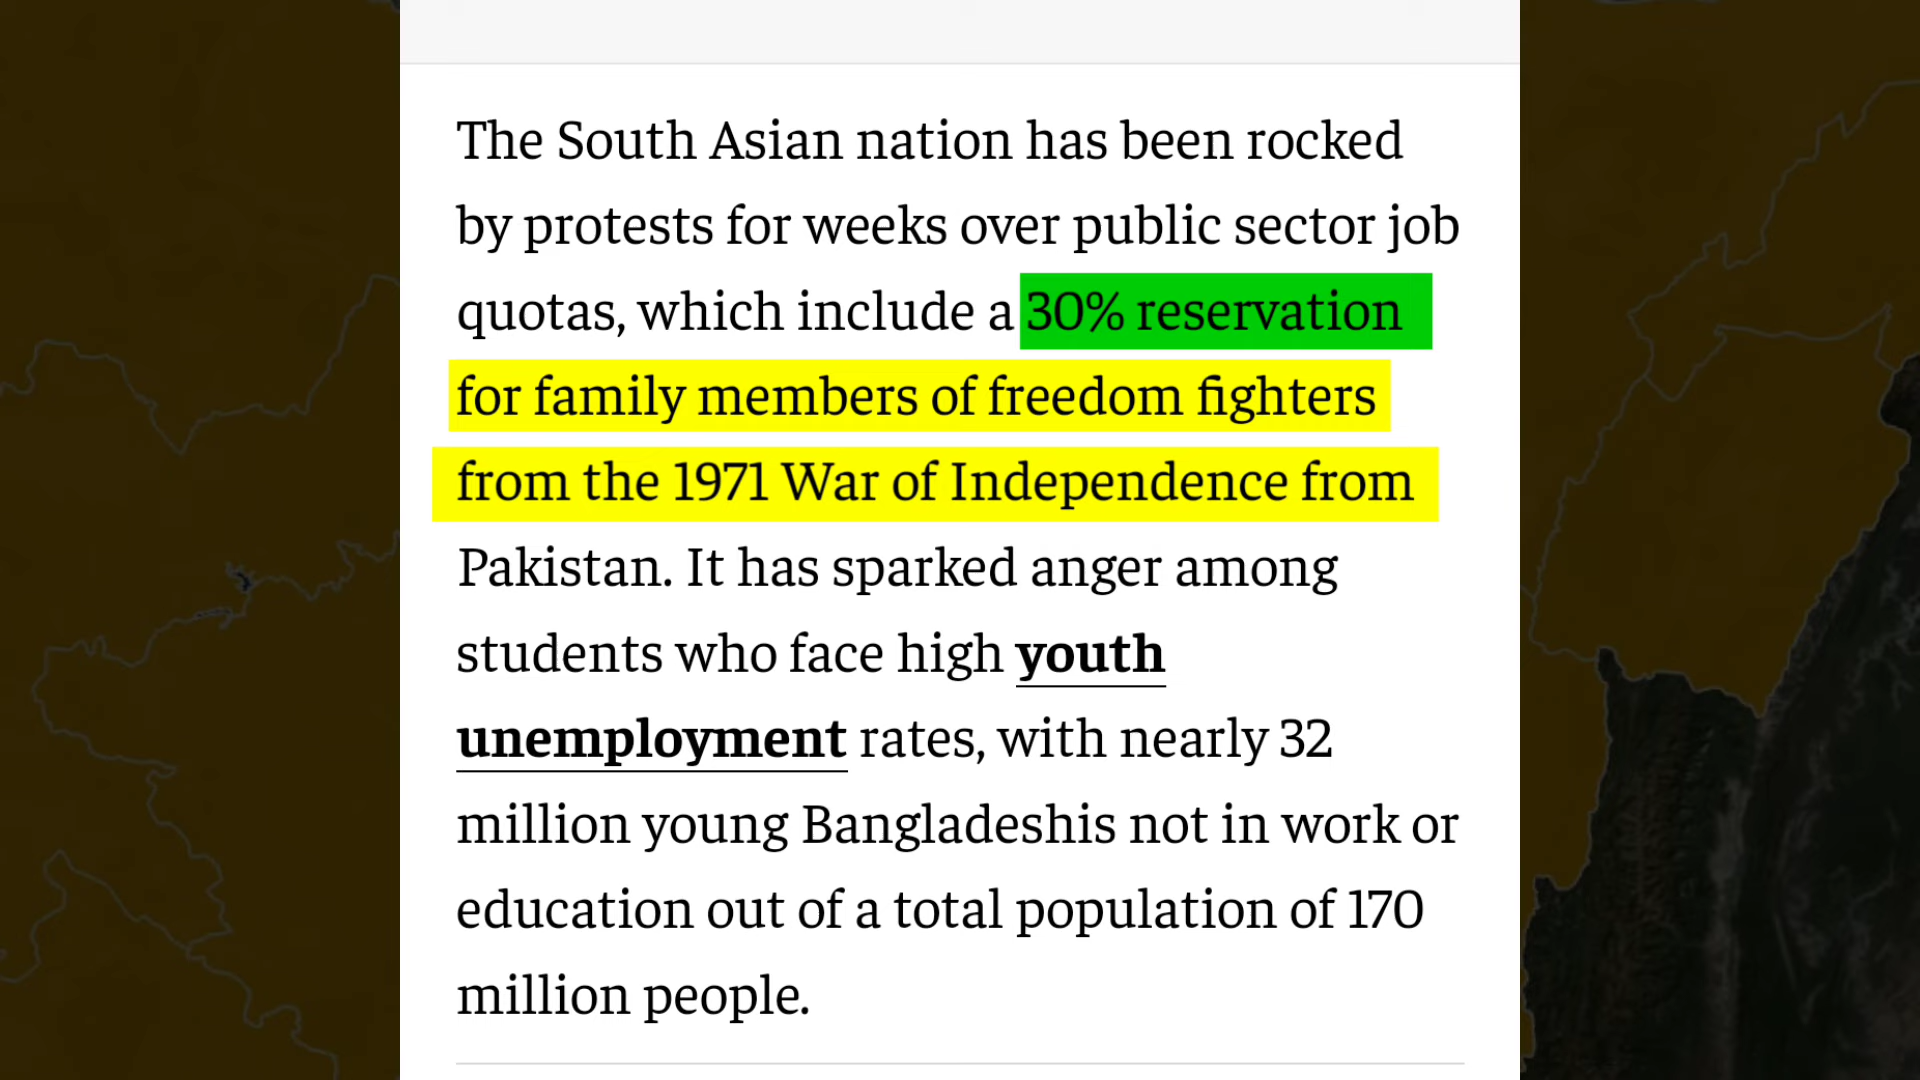 The South Asian nation has been rocked
by protests for weeks over public sector job
quotas, which include a 30% reservation
for family members of freedom fighters
from the 1971 War of Independence from
Pakistan. It has sparked anger among
students who face high youth
unemployment rates, with nearly 32
million young Bangladeshis not in work or
education out of a total population of 170
million people.